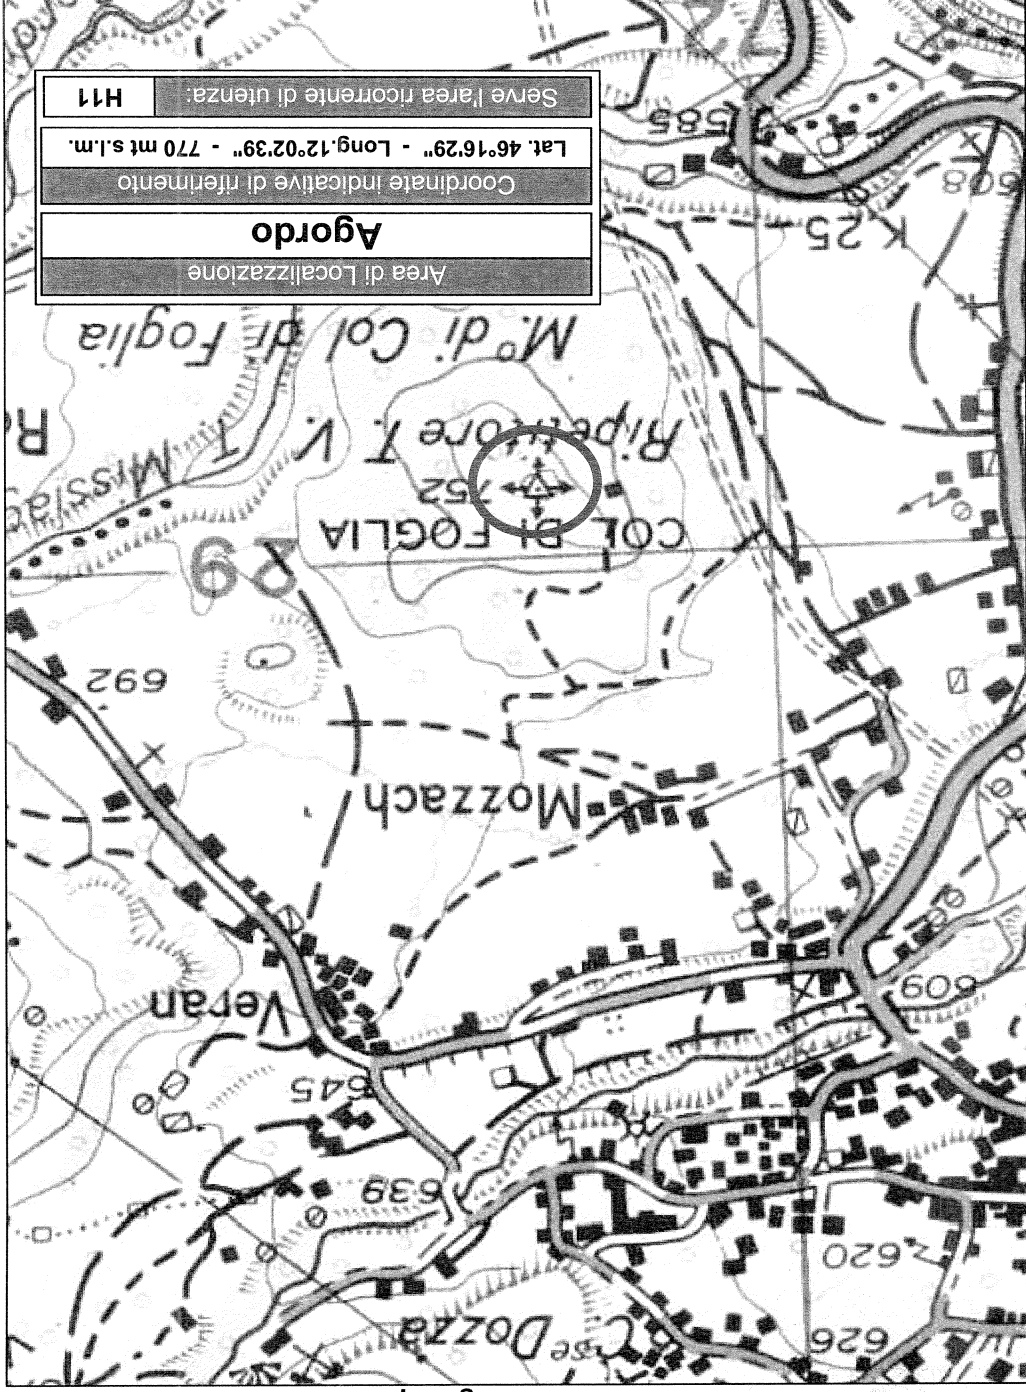 626
C.se Dozza
620
639
645
609
Veran
Mozzach
692
COL DI FOGLIA
752
Ripetitore T. V.
M.º di Col di Foglia
K 25
608
585
Area di Localizzazione
Agordo
Coordinate indicative di riferimento
Lat. 46°16'29" - Long.12°02'39" - 770 mt s.l.m.
Serve l'area ricorrente di utenza:
H11